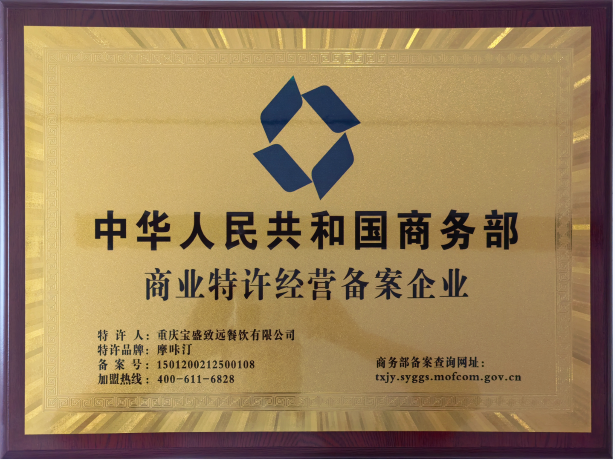 中华人民共和国商务部
商业特许经营备案企业
特 许 人：重庆宝盛致远餐饮有限公司
特许品牌：摩咔汀
备 案 号：1501200212500108
加盟热线：400-611-6828
商务部备案查询网址：
txjy.syggs.mofcom.gov.cn